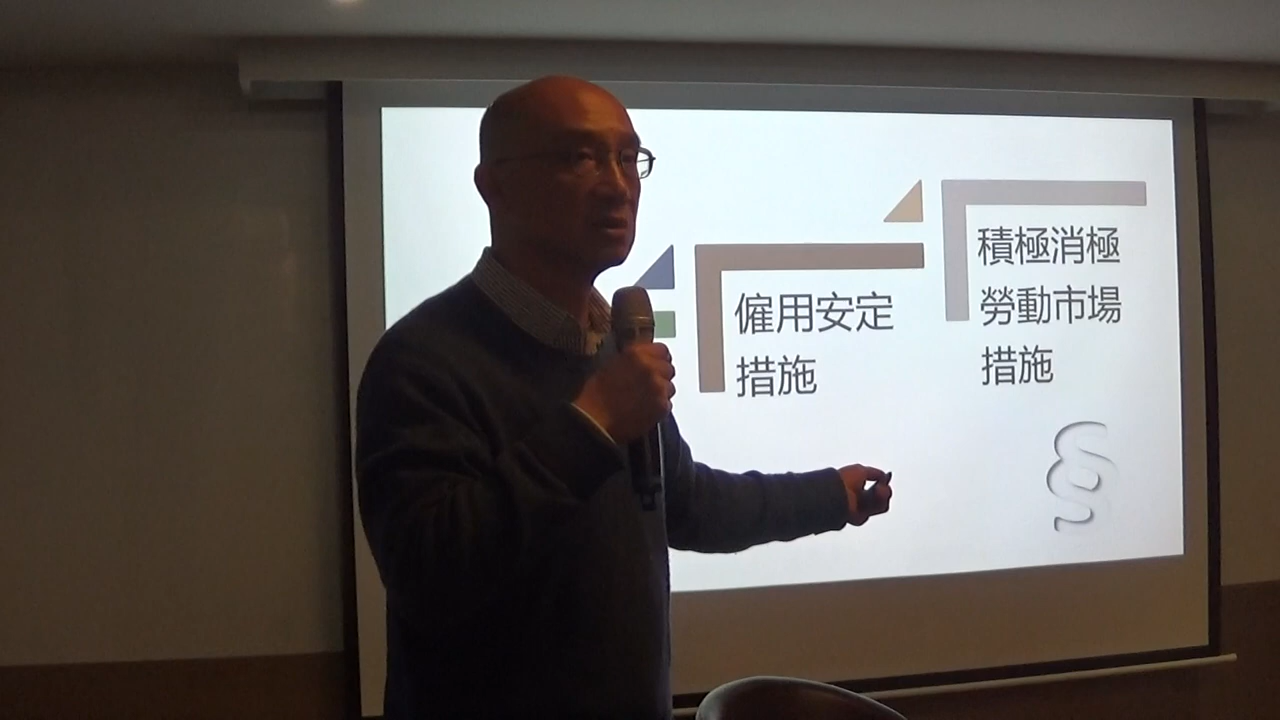 僱用安定
措施
積極消極
勞動市場
措施
§